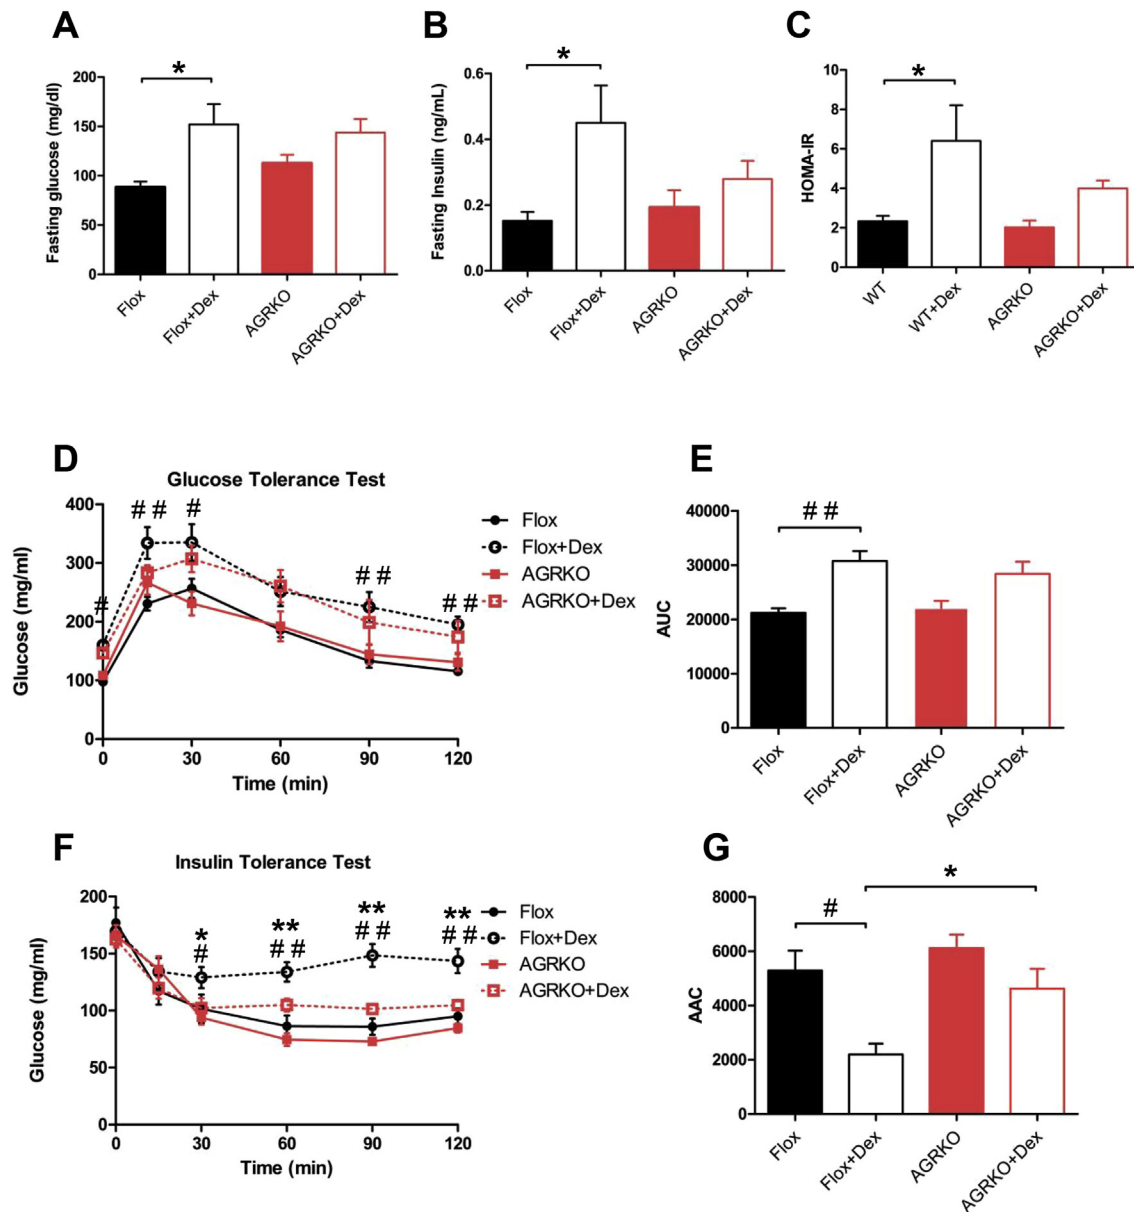 A
B
C
*
*
*
Fasting glucose (mg/dl)
200
150
100
50
0
Flox
Flox+Dex
AGRKO
AGRKO+Dex
Fasting Insulin (ng/mL)
0.6
0.4
0.2
0.0
Flox
Flox+Dex
AGRKO
AGRKO+Dex
HOMA-IR
10
8
6
4
2
0
WT
WT+Dex
AGRKO
AGRKO+Dex
D
Glucose Tolerance Test
Glucose (mg/ml)
400
300
200
100
0
#
# #
#
# #
# #
0
30
60
90
120
Time (min)
Flox
Flox+Dex
AGRKO
AGRKO+Dex
E
# #
AUC
40000
30000
20000
10000
0
Flox
Flox+Dex
AGRKO
AGRKO+Dex
F
Insulin Tolerance Test
Glucose (mg/ml)
200
150
100
50
0
*
#
**
# #
**
# #
**
# #
0
30
60
90
120
Time (min)
Flox
Flox+Dex
AGRKO
AGRKO+Dex
G
#
*
AAC
8000
6000
4000
2000
0
Flox
Flox+Dex
AGRKO
AGRKO+Dex